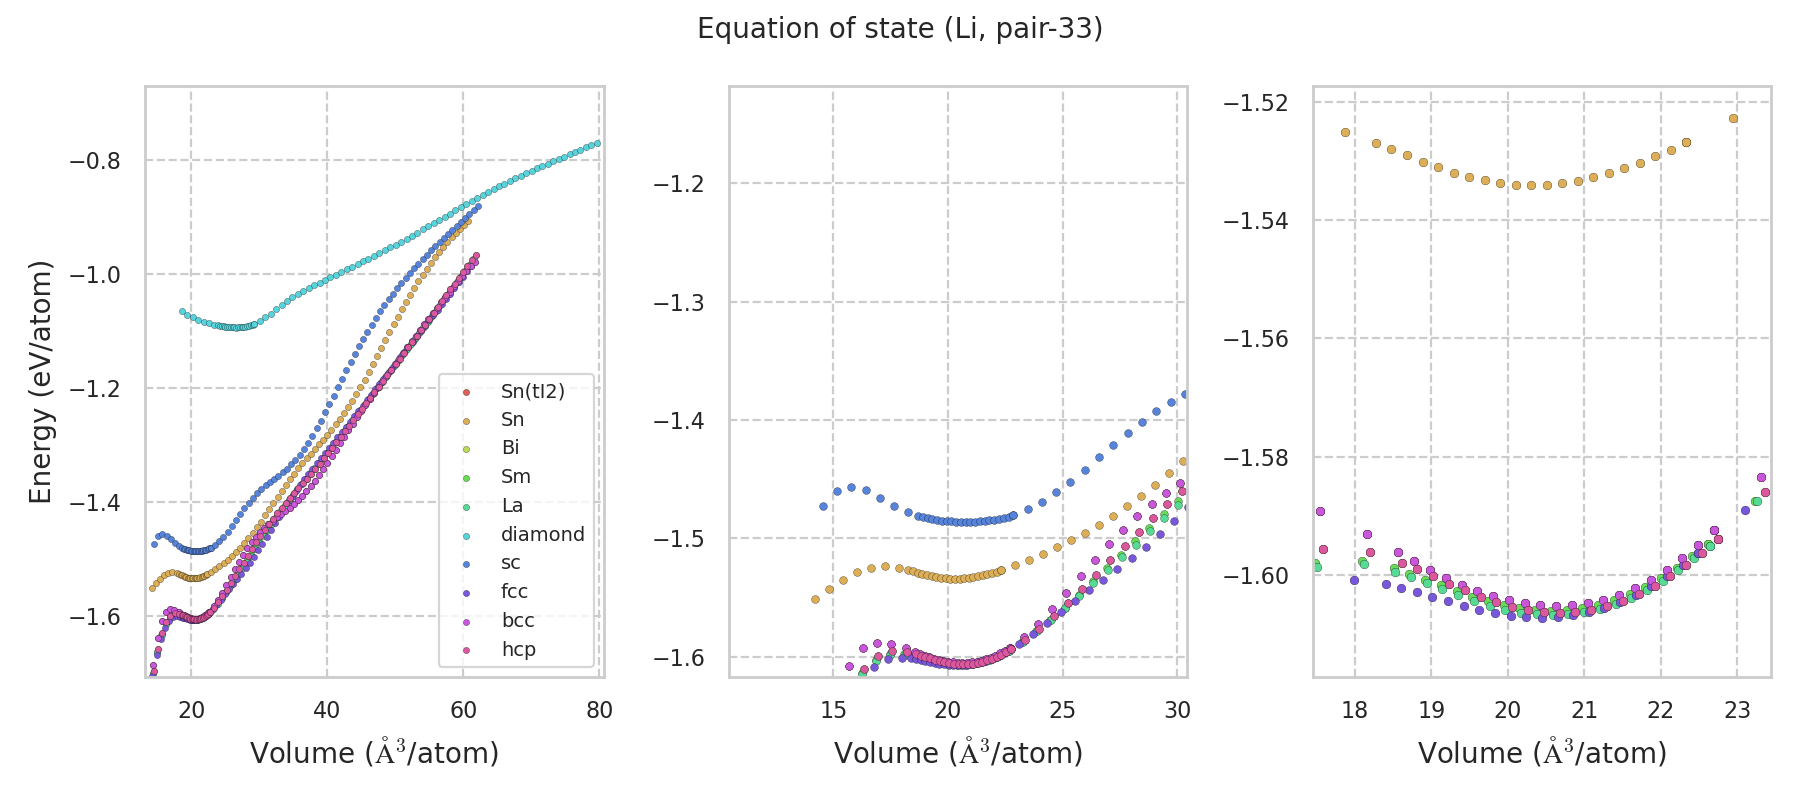 Equation of state (Li, pair-33)
Energy (eV/atom)
−0.8
−1.0
−1.2
−1.4
−1.6
20
40
60
80
Volume (Å³/atom)
Sn(tI2)
Sn
Bi
Sm
La
diamond
sc
fcc
bcc
hcp
−1.2
−1.3
−1.4
−1.5
−1.6
15
20
25
30
Volume (Å³/atom)
−1.52
−1.54
−1.56
−1.58
−1.60
18
19
20
21
22
23
Volume (Å³/atom)